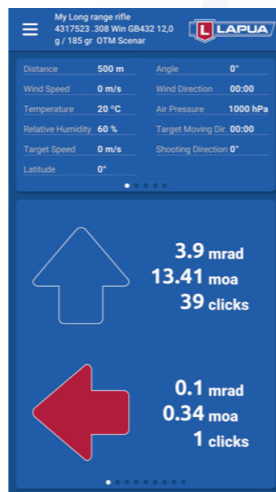 My Long range rifle
4317523 .308 Win GB432 12,0
g / 185 gr OTM Scenar
L LAPUA
Distance 500 m Angle 0°
Wind Speed 0 m/s Wind Direction 00:00
Temperature 20 °C Air Pressure 1000 hPa
Relative Humidity 60 % Target Moving Dir. 00:00
Target Speed 0 m/s Shooting Direction 0°
Latitude 0°
3.9 mrad
13.41 moa
39 clicks
0.1 mrad
0.34 moa
1 clicks